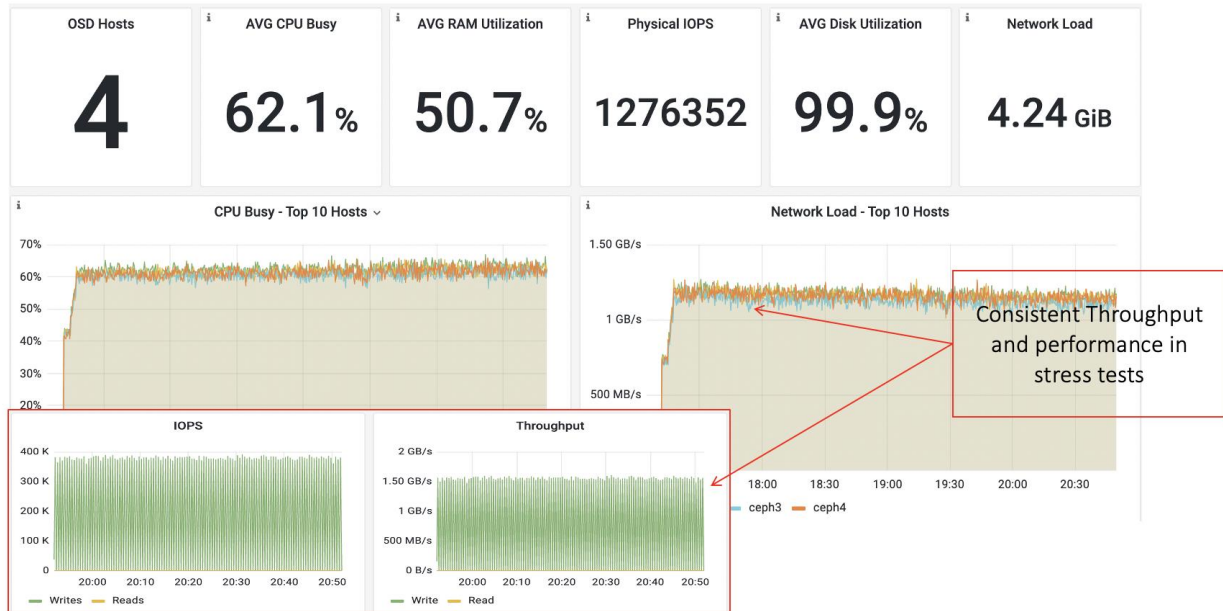 OSD Hosts
4
i
AVG CPU Busy
62.1%
i
AVG RAM Utilization
50.7%
i
Physical IOPS
1276352
i
AVG Disk Utilization
99.9%
i
Network Load
4.24 GiB
i
CPU Busy - Top 10 Hosts
70%
60%
50%
40%
30%
20%
i
Network Load - Top 10 Hosts
1.50 GB/s
1 GB/s
500 MB/s
18:00 18:30 19:00 19:30 20:00 20:30
ceph3 ceph4
Consistent Throughput
and performance in
stress tests
IOPS
400 K
300 K
200 K
100 K
0
20:00 20:10 20:20 20:30 20:40 20:50
Writes Reads
Throughput
2 GB/s
1.50 GB/s
1 GB/s
500 MB/s
0 B/s
20:00 20:10 20:20 20:30 20:40 20:50
Write Read